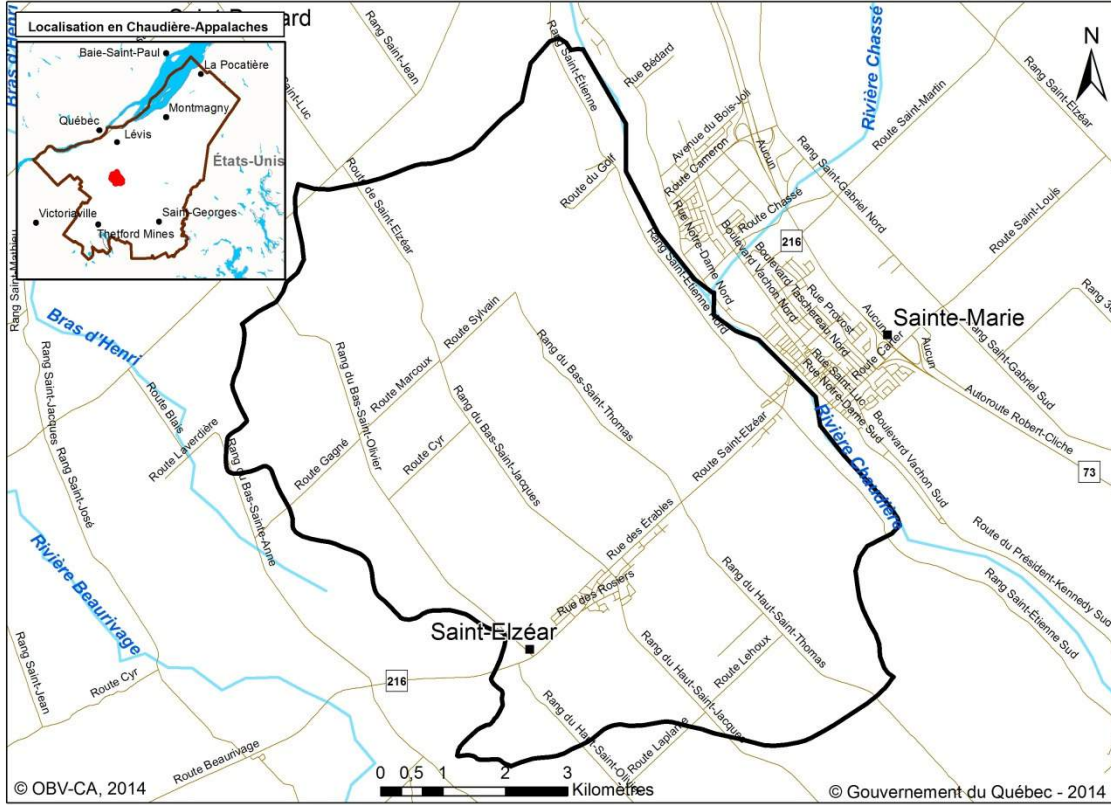 Localisation en Chaudière-Appalaches
Baie-Saint-Paul
La Pocatière
Montmagny
Québec
Lévis
États-Unis
Victoriaville
Saint-Georges
Thetford Mines
N
Bras d'Henri
Rang Saint-Jean
Rang Saint-Étienne
Rue Bédard
Rivière Chassé
Rang Saint-Elzéar
Route Saint-Martin
Avenue du Bois-Joli
Route Cameron
Aucun
Rang Saint-Gabriel Nord
Route du Golf
Route de Saint-Elzéar
Route Chassé
Route Saint-Louis
216
Rue Notre-Dame Nord
Boulevard Vachon Nord
Boulevard Taschereau Nord
Rang Saint-Étienne Nord
Rue Provost
Aucun
Sainte-Marie
Route Carter
Aucun
Rue Saint-Luc
Rue Notre-Dame Sud
Rang Saint-Gabriel Sud
Autoroute Robert-Cliche
73
Rang Saint-Mathieu
Bras d'Henri
Route Sylvain
Route Marcoux
Rang du Bas-Saint-Thomas
Rang Saint-Jacques
Route Blais
Rang du Bas-Saint-Olivier
Rang du Bas-Saint-Jacques
Route Laverdière
Route Gagné
Route Cyr
Rang du Bas-Sainte-Anne
Route Saint-Elzéar
Boulevard Vachon Sud
Rivière Chaudière
Rang Saint-José
Rue des Érables
Route du Président-Kennedy Sud
Rivière Beaurivage
Rue des Rosiers
Rang du Haut-Saint-Thomas
Rang Saint-Étienne Sud
Saint-Elzéar
Route Lehoux
Rang Saint-Jean
Route Cyr
216
Rang du Haut-Saint-Jacques
Rang du Haut-Saint-Olivier
Route Laplante
Route Beaurivage
0 0,5 1 2 3
Kilomètres
© OBV-CA, 2014
© Gouvernement du Québec - 2014